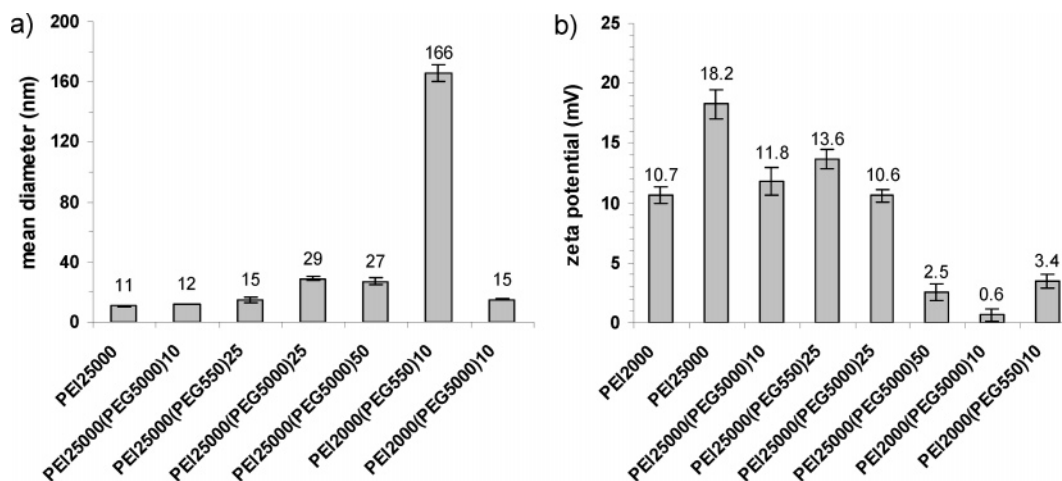 a)
mean diameter (nm)
200
160
120
80
40
0
11
12
15
29
27
166
15
PEI25000
PEI25000(PEG5000)10
PEI25000(PEG550)25
PEI25000(PEG5000)25
PEI25000(PEG5000)50
PEI2000(PEG550)10
PEI2000(PEG5000)10
b)
zeta potential (mV)
25
20
15
10
5
0
10.7
18.2
11.8
13.6
10.6
2.5
0.6
3.4
PEI2000
PEI25000
PEI25000(PEG5000)10
PEI25000(PEG550)25
PEI25000(PEG5000)25
PEI25000(PEG5000)50
PEI2000(PEG5000)10
PEI2000(PEG550)10